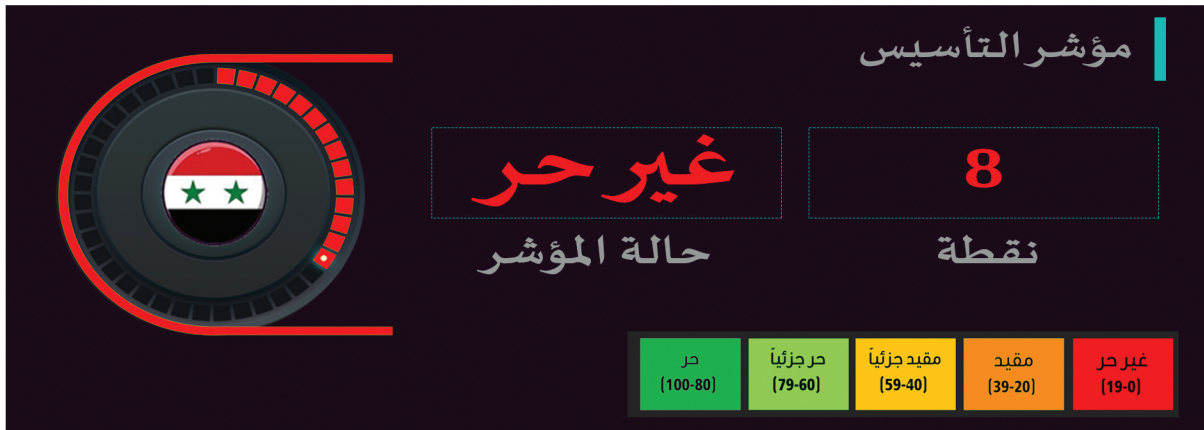 مؤشر التأسيس
8
نقطة
غير حر
حالة المؤشر
غير حر
(19-0)
مقيد
(39-20)
مقيد جزئياً
(59-40)
حر جزئياً
(79-60)
حر
(100-80)